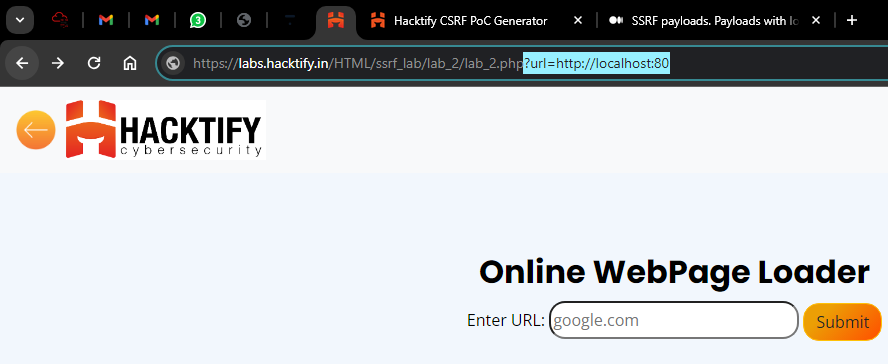 3
Hacktify CSRF PoC Generator
SSRF payloads. Payloads with lo
https://labs.hacktify.in/HTML/ssrf_lab/lab_2/lab_2.php?url=http://localhost:80
HACKTIFY
cybersecurity
Online WebPage Loader
Enter URL: google.com Submit